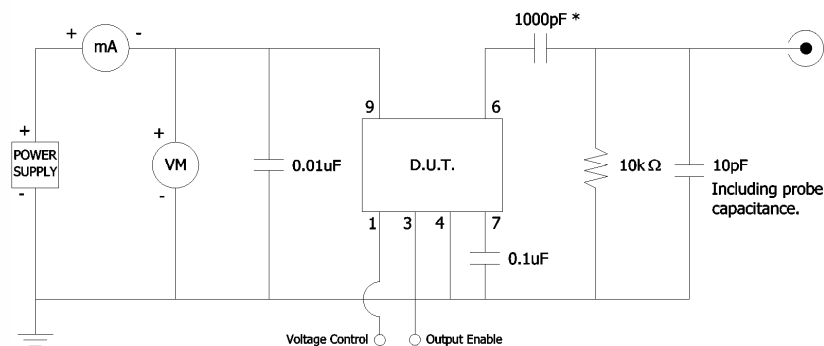 1000pF *
+ mA -
9
6
+
POWER
SUPPLY
-
+
VM
-
0.01uF
D.U.T.
10kΩ
10pF
Including probe
capacitance.
1
3
4
7
0.1uF
Voltage Control
Output Enable